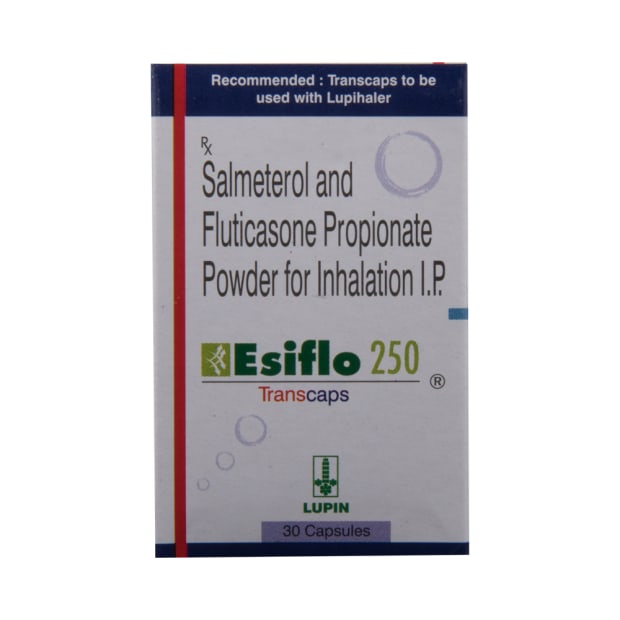 Recommended : Transcaps to be
used with Lupihaler
Rx
Salmeterol and
Fluticasone Propionate
Powder for Inhalation I.P.
Esiflo 250
Transcaps ®
LUPIN
30 Capsules